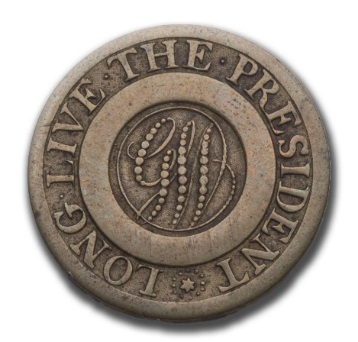 LONG · LIVE · THE · PRESIDENT
GW